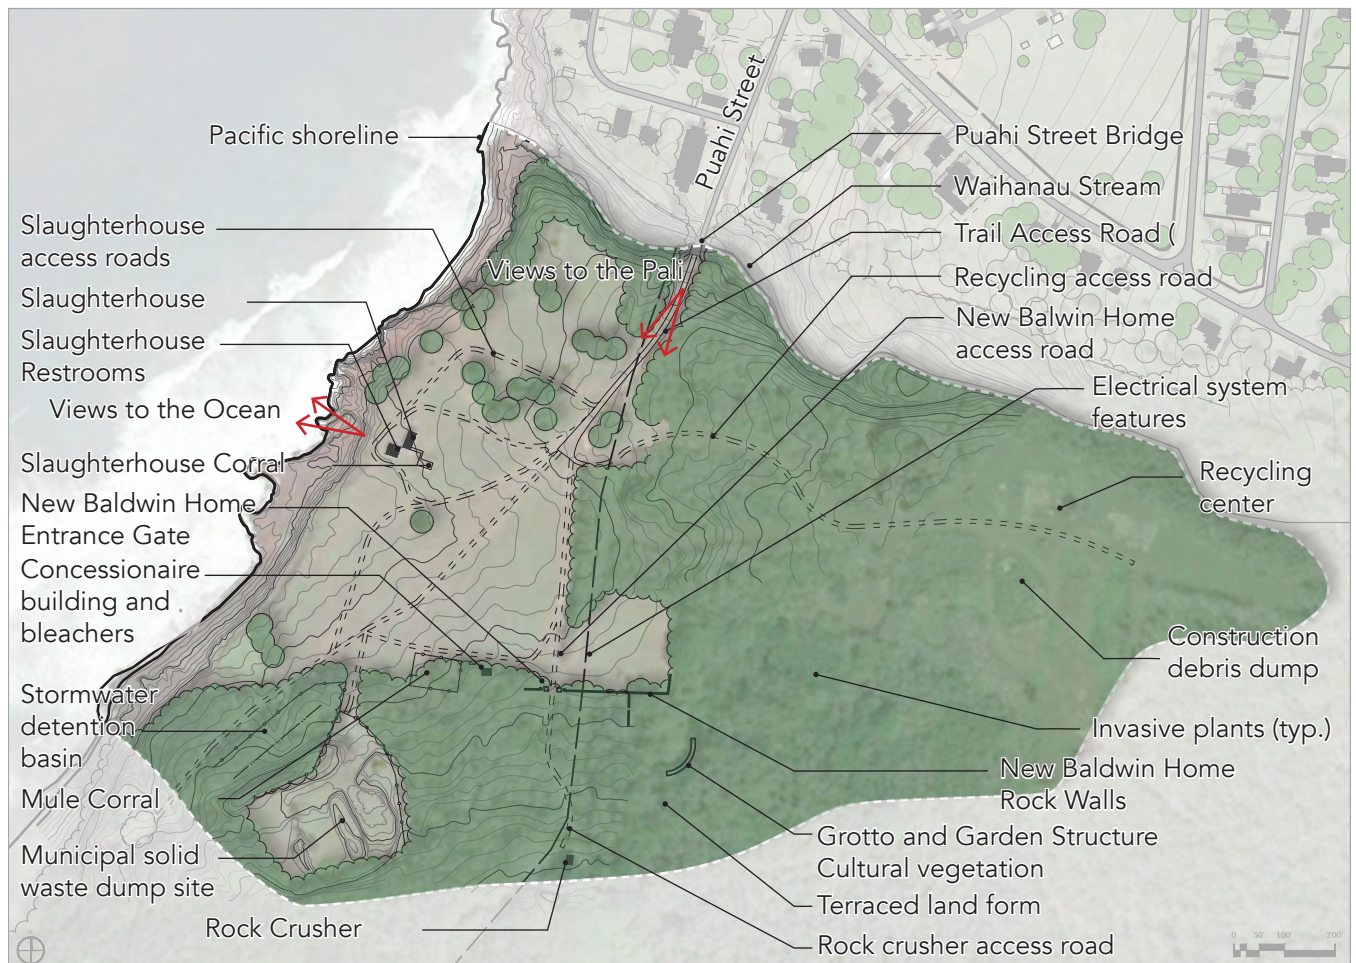 Puahi Street
Pacific shoreline
Slaughterhouse
access roads
Slaughterhouse
Slaughterhouse
Restrooms
Views to the Ocean
Slaughterhouse Corral
New Baldwin Home
Entrance Gate
Concessionaire
building and
bleachers
Stormwater
detention
basin
Mule Corral
Municipal solid
waste dump site
Rock Crusher
Views to the Pali
Puahi Street Bridge
Waihanau Stream
Trail Access Road (
Recycling access road
New Balwin Home
access road
Electrical system
features
Recycling
center
Construction
debris dump
Invasive plants (typ.)
New Baldwin Home
Rock Walls
Grotto and Garden Structure
Cultural vegetation
Terraced land form
Rock crusher access road
0 50' 100' 200'